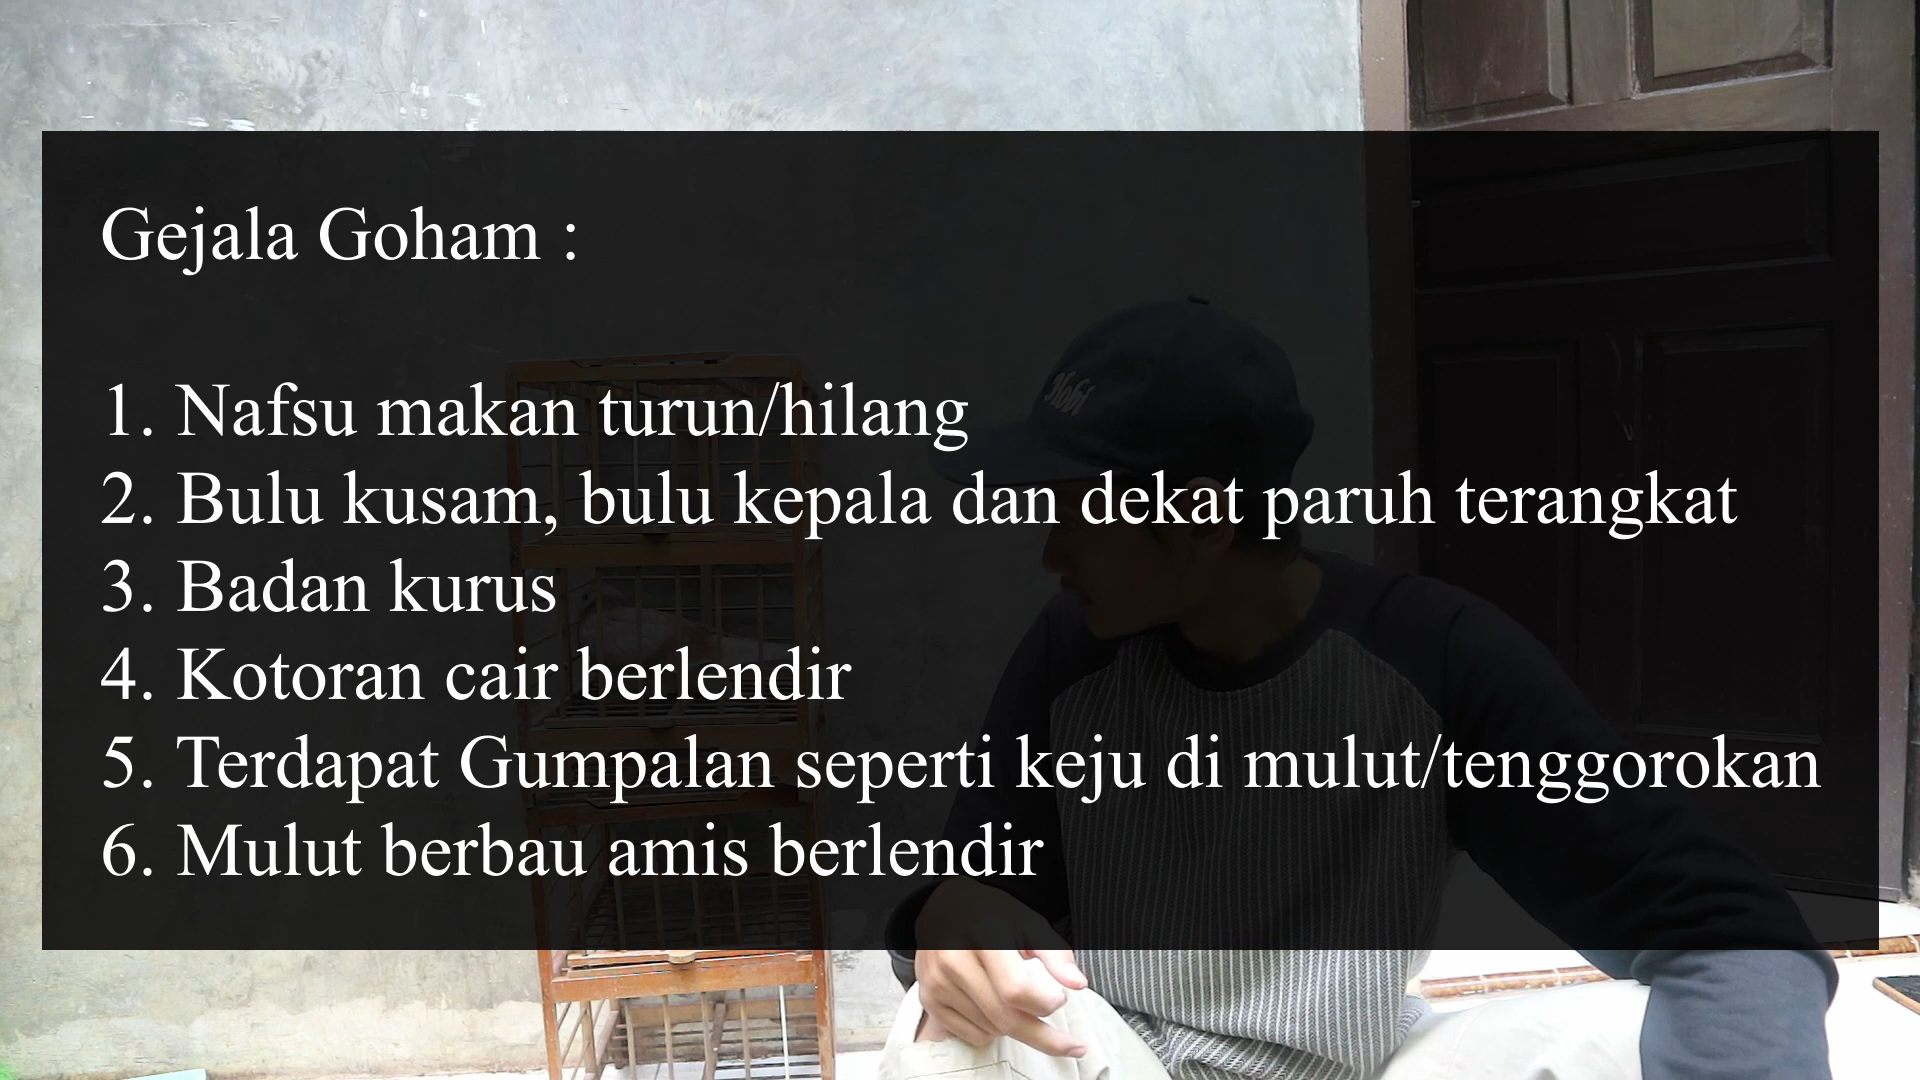 Gejala Goham :
1. Nafsu makan turun/hilang
2. Bulu kusam, bulu kepala dan dekat paruh terangkat
3. Badan kurus
4. Kotoran cair berlendir
5. Terdapat Gumpalan seperti keju di mulut/tenggorokan
6. Mulut berbau amis berlendir
Nobi